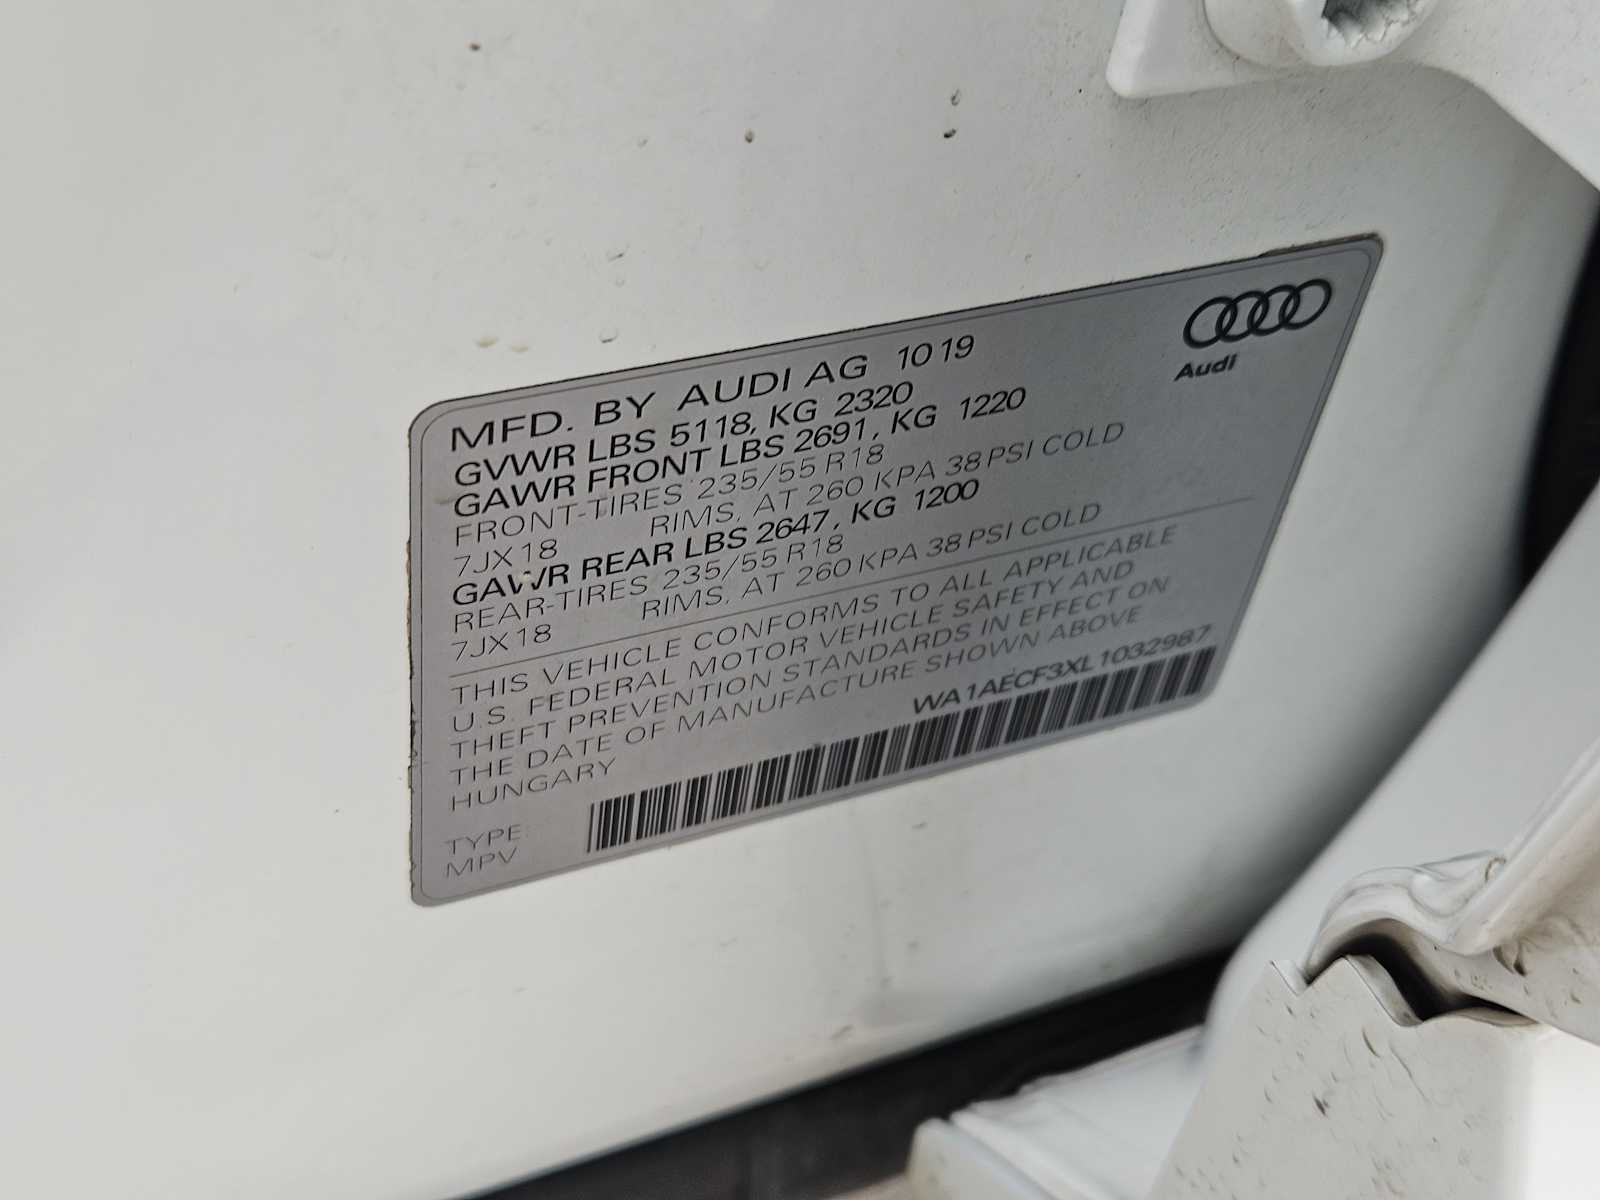 Audi
MFD. BY AUDI AG 10 19
GVWR LBS 5118, KG 2320
GAWR FRONT LBS 2691, KG 1220
FRONT-TIRES 235/55 R18
7JX18 RIMS, AT 260 KPA 38 PSI COLD
GAWR REAR LBS 2647, KG 1200
REAR-TIRES 235/55 R18
7JX18 RIMS, AT 260 KPA 38 PSI COLD
THIS VEHICLE CONFORMS TO ALL APPLICABLE
U.S. FEDERAL MOTOR VEHICLE SAFETY AND
THEFT PREVENTION STANDARDS IN EFFECT ON
THE DATE OF MANUFACTURE SHOWN ABOVE
HUNGARY
WA1AECF3XL1032987
TYPE:
MPV